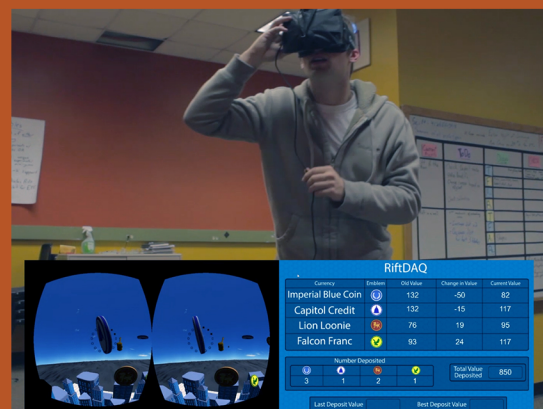 RiftDAQ
Currency Emblem Old Value Change in Value Current Value
Imperial Blue Coin 132 -50 82
Capitol Credit 132 -15 117
Lion Loonie 76 19 95
Falcon Franc 93 24 117
Number Deposited
3 1 2 1
Total Value
Deposited 850
Last Deposit Value Best Deposit Value